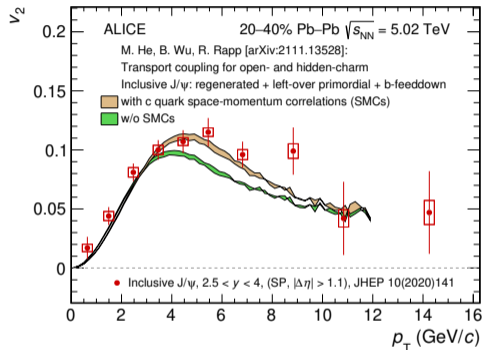 v₂
ALICE 20–40% Pb–Pb √s_NN = 5.02 TeV
M. He, B. Wu, R. Rapp [arXiv:2111.13528]:
Transport coupling for open- and hidden-charm
Inclusive J/ψ: regenerated + left-over primordial + b-feeddown
with c quark space-momentum correlations (SMCs)
w/o SMCs
0.2
0.15
0.1
0.05
0
Inclusive J/ψ, 2.5 < y < 4, (SP, |Δη| > 1.1), JHEP 10(2020)141
0 2 4 6 8 10 12 14 16
p_T (GeV/c)